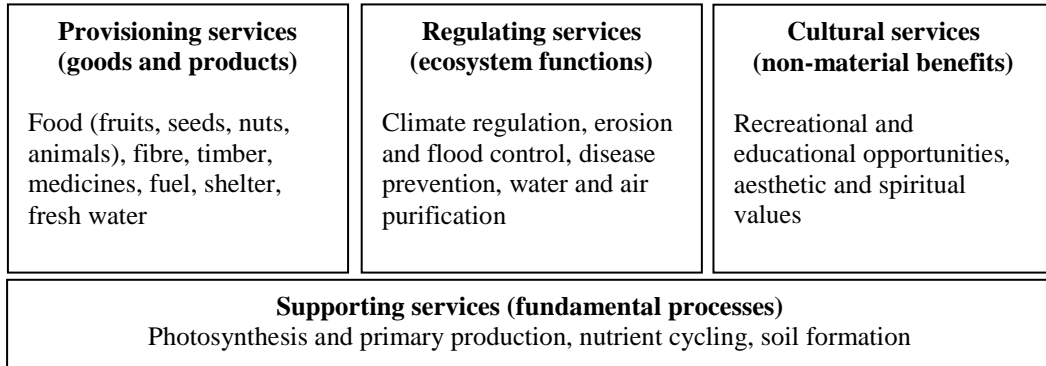 Provisioning services
(goods and products)
Food (fruits, seeds, nuts,
animals), fibre, timber,
medicines, fuel, shelter,
fresh water
Regulating services
(ecosystem functions)
Climate regulation, erosion
and flood control, disease
prevention, water and air
purification
Cultural services
(non-material benefits)
Recreational and
educational opportunities,
aesthetic and spiritual
values
Supporting services (fundamental processes)
Photosynthesis and primary production, nutrient cycling, soil formation